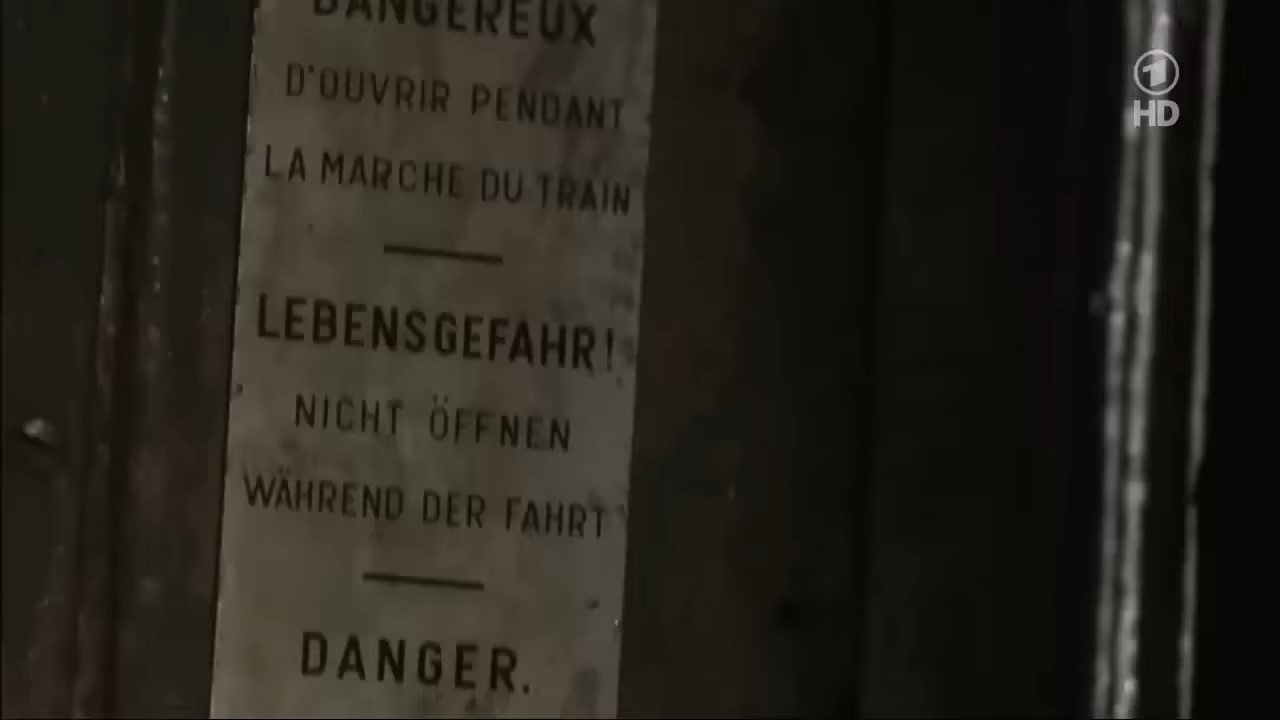 DANGEREUX
D'OUVRIR PENDANT
LA MARCHE DU TRAIN
LEBENSGEFAHR!
NICHT ÖFFNEN
WÄHREND DER FAHRT
DANGER.
1
HD